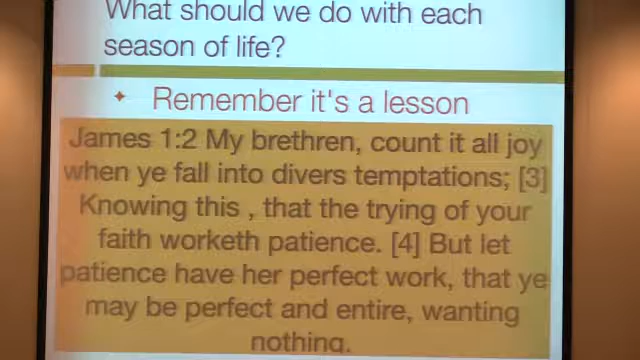 What should we do with each
season of life?
Remember it's a lesson
James 1:2 My brethren, count it all joy
when ye fall into divers temptations; [3]
Knowing this , that the trying of your
faith worketh patience. [4] But let
patience have her perfect work, that ye
may be perfect and entire, wanting
nothing.